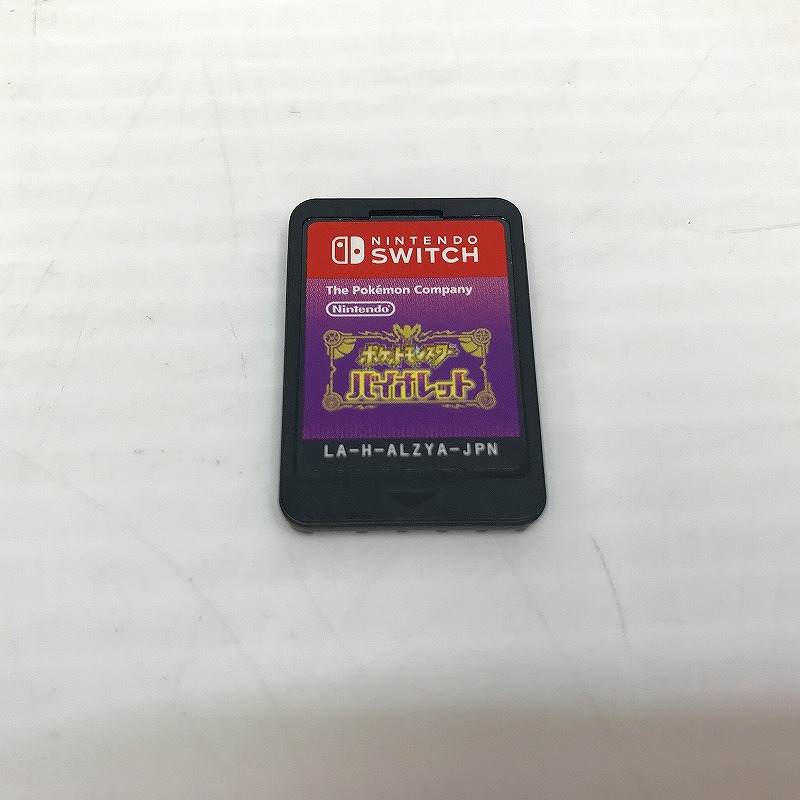 NINTENDO
SWITCH
The Pokémon Company
Nintendo
ポケットモンスター
バイオレット
LA-H-ALZYA-JPN